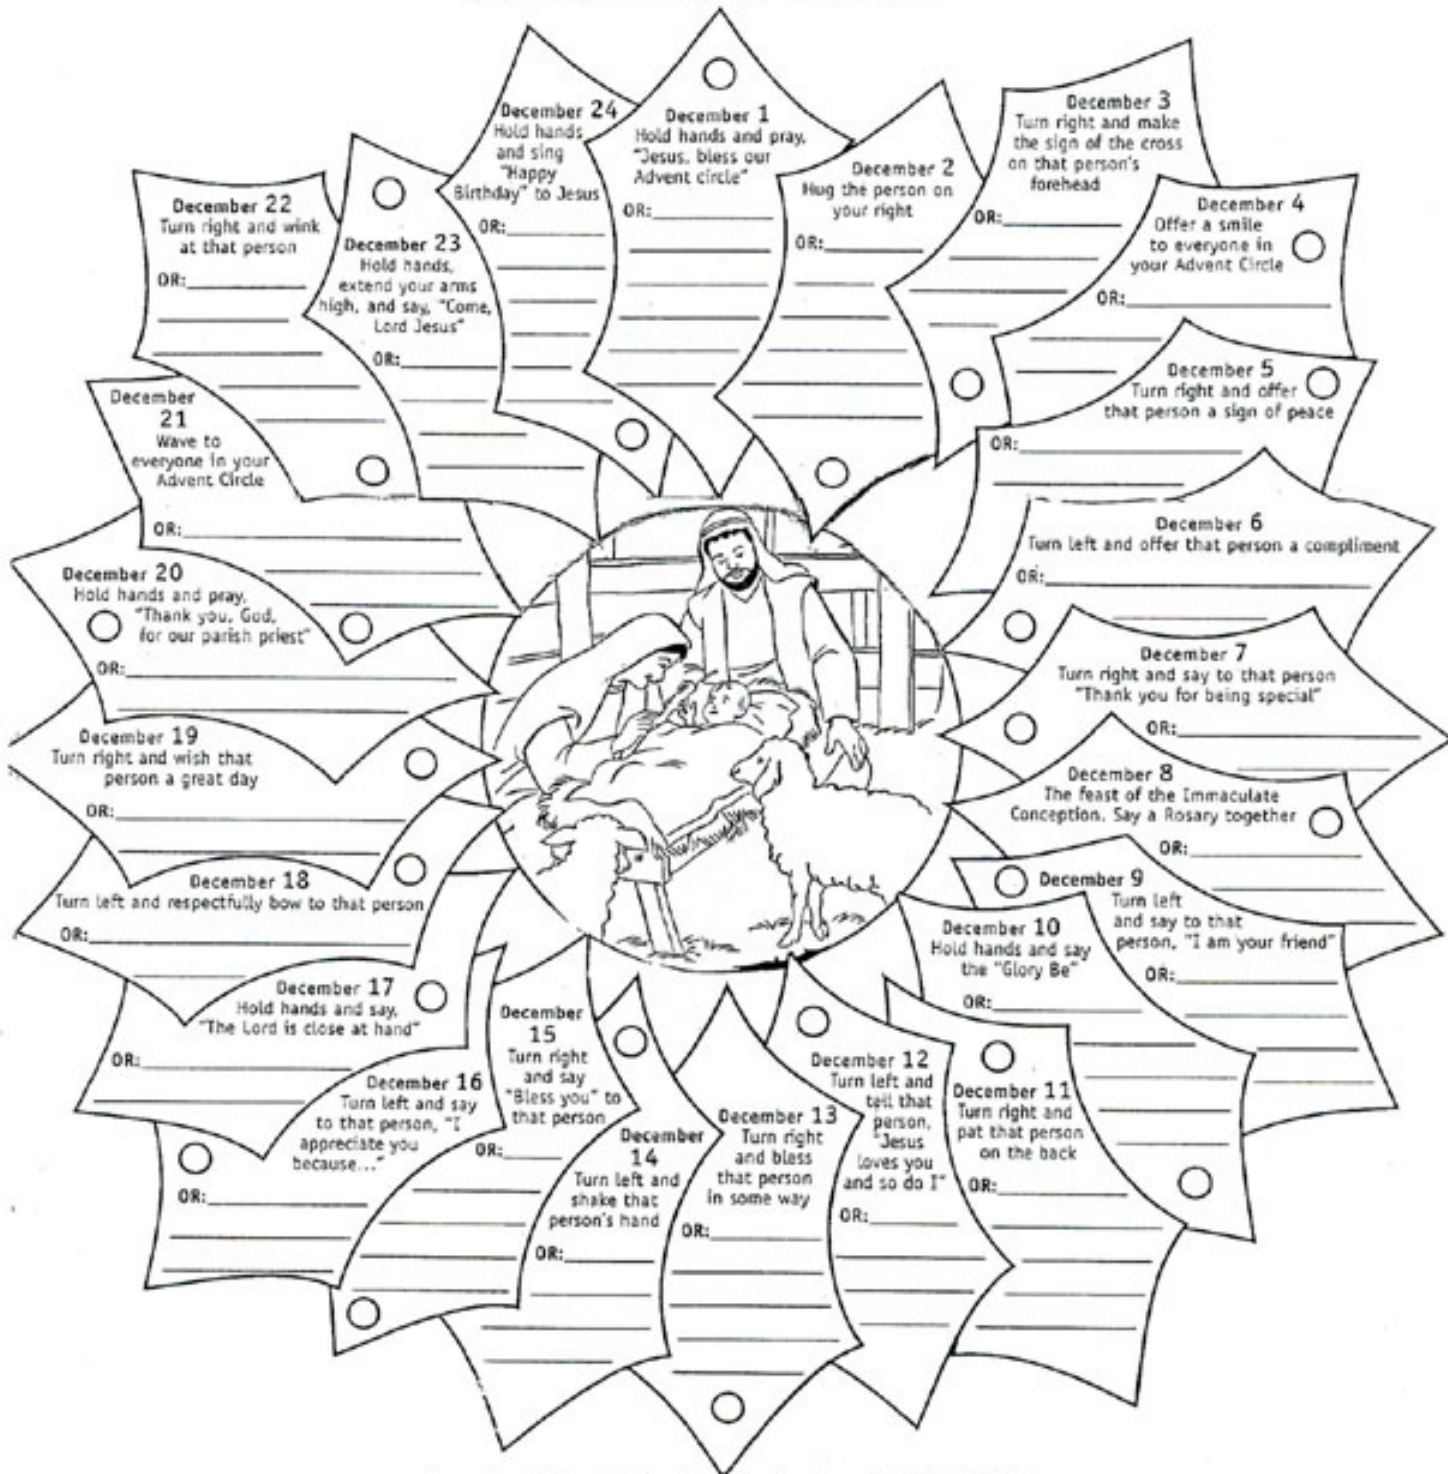 December 1
Hold hands and pray,
"Jesus, bless our
Advent circle"
OR:
December 2
Hug the person on
your right
OR:
December 3
Turn right and make
the sign of the cross
on that person's
forehead
OR:
December 4
Offer a smile
to everyone in
your Advent Circle
OR:
December 5
Turn right and offer
that person a sign of peace
OR:
December 6
Turn left and offer that person a compliment
OR:
December 7
Turn right and say to that person
"Thank you for being special"
OR:
December 8
The feast of the Immaculate
Conception. Say a Rosary together
OR:
December 9
Turn left
and say to that
person, "I am your friend"
OR:
December 10
Hold hands and say
the "Glory Be"
OR:
December 11
Turn right and
pat that person
on the back
OR:
December 12
Turn left and
tell that
person,
"Jesus
loves you
and so do I"
OR:
December 13
Turn right
and bless
that person
in some way
OR:
December
14
Turn left and
shake that
person's hand
OR:
December
15
Turn right
and say
"Bless you" to
that person
OR:
December 16
Turn left and say
to that person, "I
appreciate you
because..."
OR:
December 17
Hold hands and say,
"The Lord is close at hand"
OR:
December 18
Turn left and respectfully bow to that person
OR:
December 19
Turn right and wish that
person a great day
OR:
December 20
Hold hands and pray,
"Thank you, God,
for our parish priest"
OR:
December
21
Wave to
everyone in your
Advent Circle
OR:
December 22
Turn right and wink
at that person
OR:
December 23
Hold hands,
extend your arms
high, and say, "Come,
Lord Jesus"
OR:
December 24
Hold hands
and sing
"Happy
Birthday" to Jesus
OR: